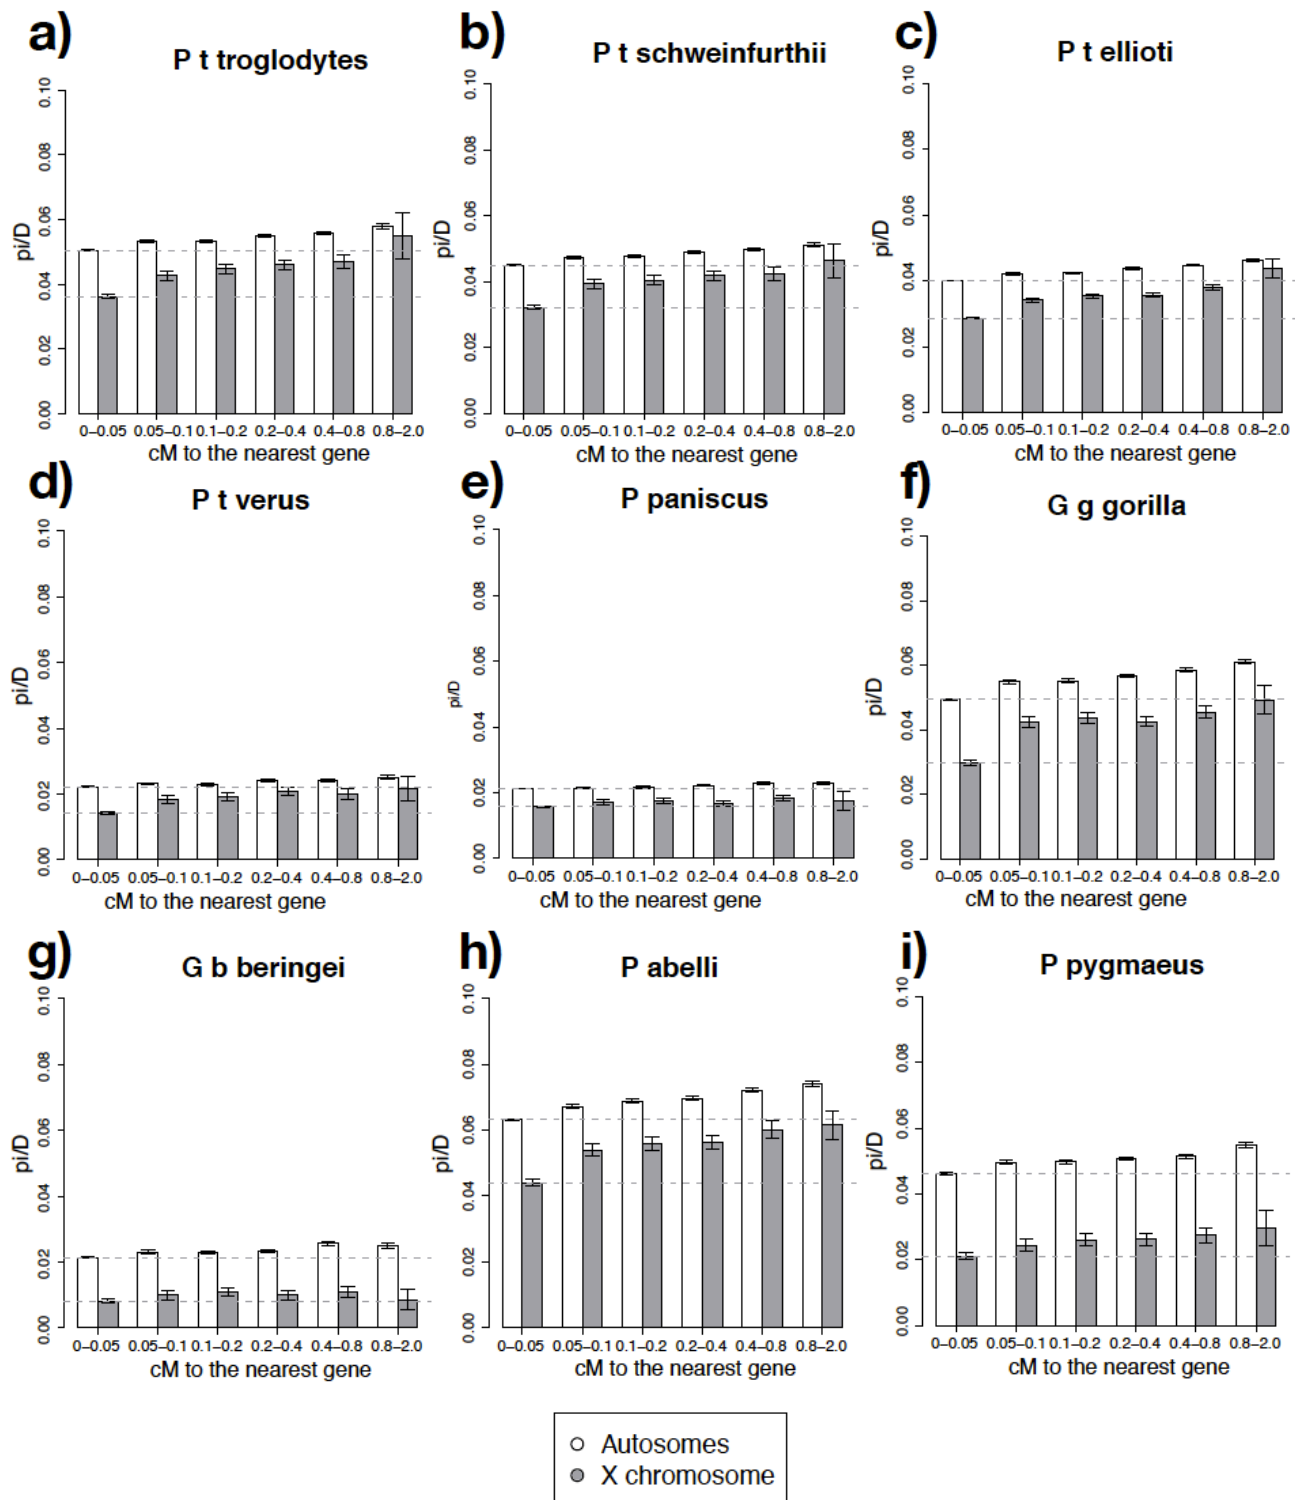 a)
P t troglodytes
0.10
0.08
0.06
0.04
0.02
0.00
pi/D
0–0.05 0.05–0.1 0.1–0.2 0.2–0.4 0.4–0.8 0.8–2.0
cM to the nearest gene
b)
P t schweinfurthii
0.10
0.08
0.06
0.04
0.02
0.00
pi/D
0–0.05 0.05–0.1 0.1–0.2 0.2–0.4 0.4–0.8 0.8–2.0
cM to the nearest gene
c)
P t ellioti
0.10
0.08
0.06
0.04
0.02
0.00
pi/D
0–0.05 0.05–0.1 0.1–0.2 0.2–0.4 0.4–0.8 0.8–2.0
cM to the nearest gene
d)
P t verus
0.10
0.08
0.06
0.04
0.02
0.00
pi/D
0–0.05 0.05–0.1 0.1–0.2 0.2–0.4 0.4–0.8 0.8–2.0
cM to the nearest gene
e)
P paniscus
0.10
0.08
0.06
0.04
0.02
0.00
pi/D
0–0.05 0.05–0.1 0.1–0.2 0.2–0.4 0.4–0.8 0.8–2.0
cM to the nearest gene
f)
G g gorilla
0.10
0.08
0.06
0.04
0.02
0.00
pi/D
0–0.05 0.05–0.1 0.1–0.2 0.2–0.4 0.4–0.8 0.8–2.0
cM to the nearest gene
g)
G b beringei
0.10
0.08
0.06
0.04
0.02
0.00
pi/D
0–0.05 0.05–0.1 0.1–0.2 0.2–0.4 0.4–0.8 0.8–2.0
cM to the nearest gene
h)
P abelli
0.10
0.08
0.06
0.04
0.02
0.00
pi/D
0–0.05 0.05–0.1 0.1–0.2 0.2–0.4 0.4–0.8 0.8–2.0
cM to the nearest gene
i)
P pygmaeus
0.10
0.08
0.06
0.04
0.02
0.00
pi/D
0–0.05 0.05–0.1 0.1–0.2 0.2–0.4 0.4–0.8 0.8–2.0
cM to the nearest gene
Autosomes
X chromosome